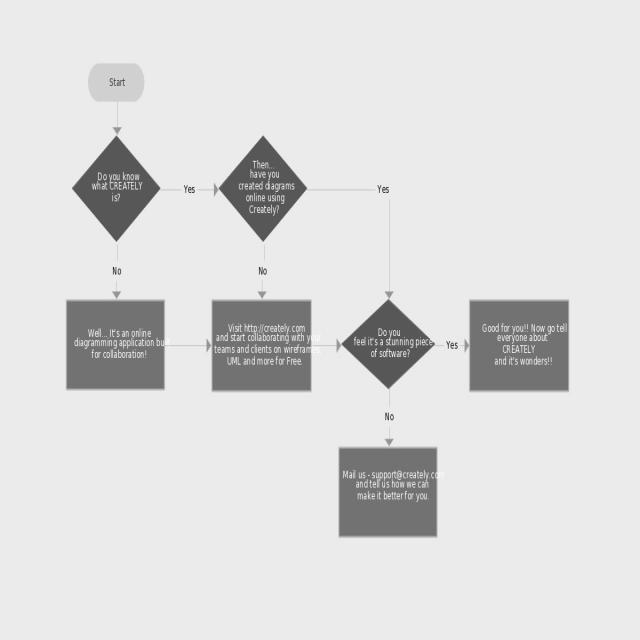 Start
Do you know
what CREATELY
is?
Yes
Then...
have you
created diagrams
online using
Creately?
Yes
No
No
Well... It's an online
diagramming application buil
for collaboration!
Visit http://creately.com
and start collaborating with you
teams and clients on wireframes
UML and more for Free.
Do you
feel it's a stunning piece
of software?
Yes
Good for you!! Now go tell
everyone about
CREATELY
and it's wonders!!
No
Mail us - support@creately.com
and tell us how we can
make it better for you.